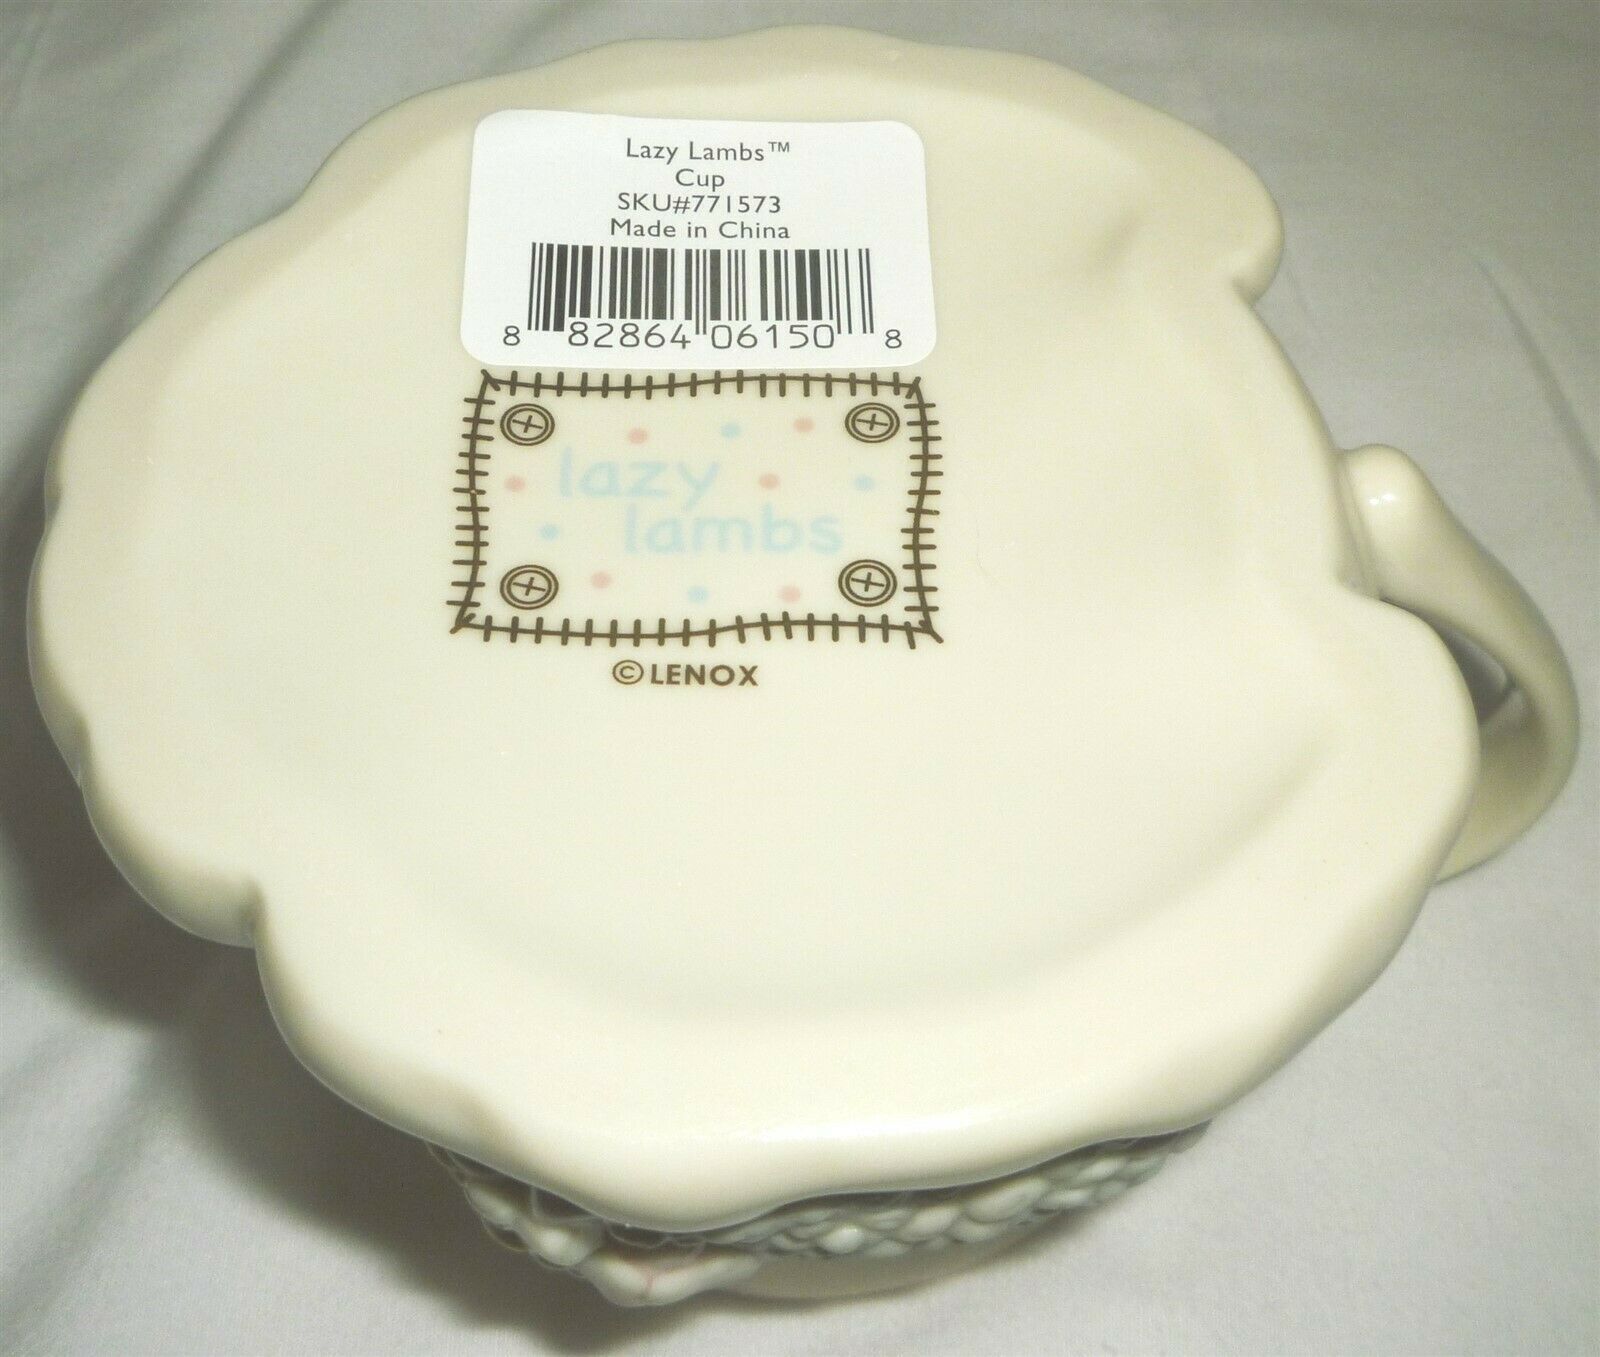 Lazy Lambs™
Cup
SKU#771573
Made in China
8 82864 06150 8
lazy
lambs
©LENOX